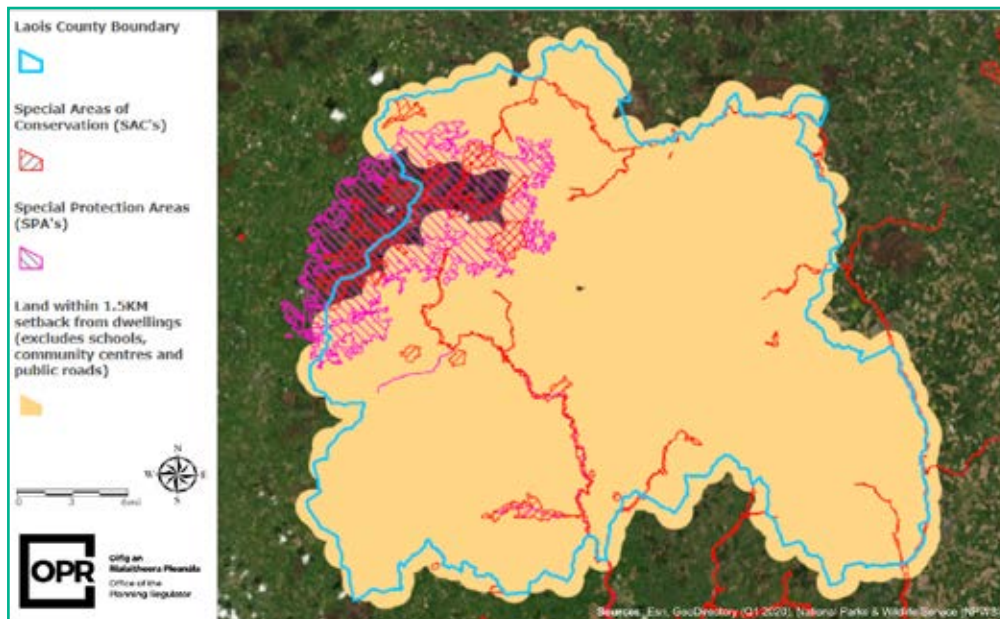 Laois County Boundary
Special Areas of
Conservation (SAC's)
Special Protection Areas
(SPA's)
Land within 1.5KM
setback from dwellings
(excludes schools,
community centres and
public roads)
N
W
E
S
0
3
6
OPR
Oifig an
Rialaitheora Pleanála
Office of the
Planning Regulator
Sources: Esri, GeoDirectory (Q1 2020), National Parks & Wildlife Service (NPWS)